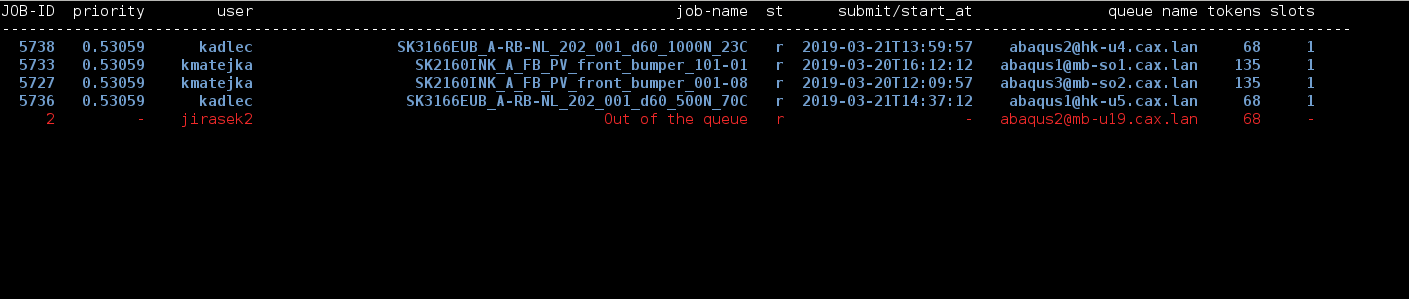 JOB-ID priority user job-name st submit/start_at queue name tokens slots
------------------------------------------------------------------------------------------------------------------------------------------------------
5738 0.53059 kadlec SK3166EUB_A-RB-NL_202_001_d60_1000N_23C r 2019-03-21T13:59:57 abaqus2@hk-u4.cax.lan 68 1
5733 0.53059 kmatejka SK2160INK_A_FB_PV_front_bumper_101-01 r 2019-03-20T16:12:12 abaqus1@mb-so1.cax.lan 135 1
5727 0.53059 kmatejka SK2160INK_A_FB_PV_front_bumper_001-08 r 2019-03-20T12:09:57 abaqus3@mb-so2.cax.lan 135 1
5736 0.53059 kadlec SK3166EUB_A-RB-NL_202_001_d60_500N_70C r 2019-03-21T14:37:12 abaqus1@hk-u5.cax.lan 68 1
2 - jirasek2 Out of the queue r - abaqus2@mb-u19.cax.lan 68 -